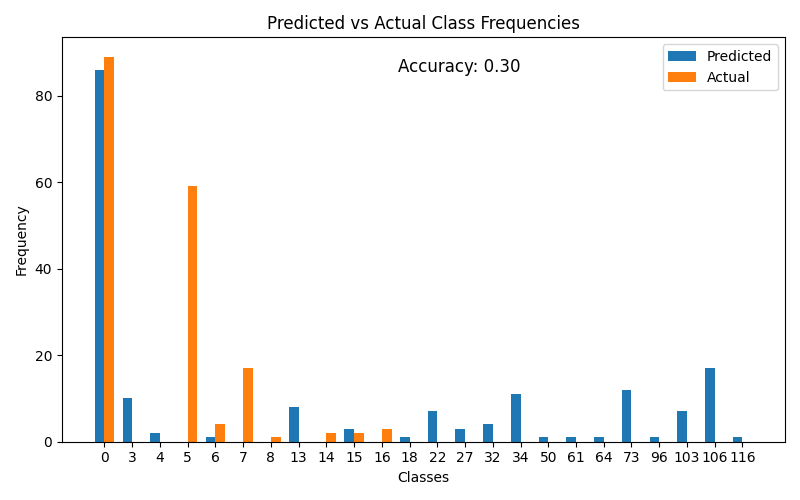 Predicted vs Actual Class Frequencies
Accuracy: 0.30
Predicted
Actual
Frequency
80
60
40
20
0
0 3 4 5 6 7 8 13 14 15 16 18 22 27 32 34 50 61 64 73 96 103 106 116
Classes